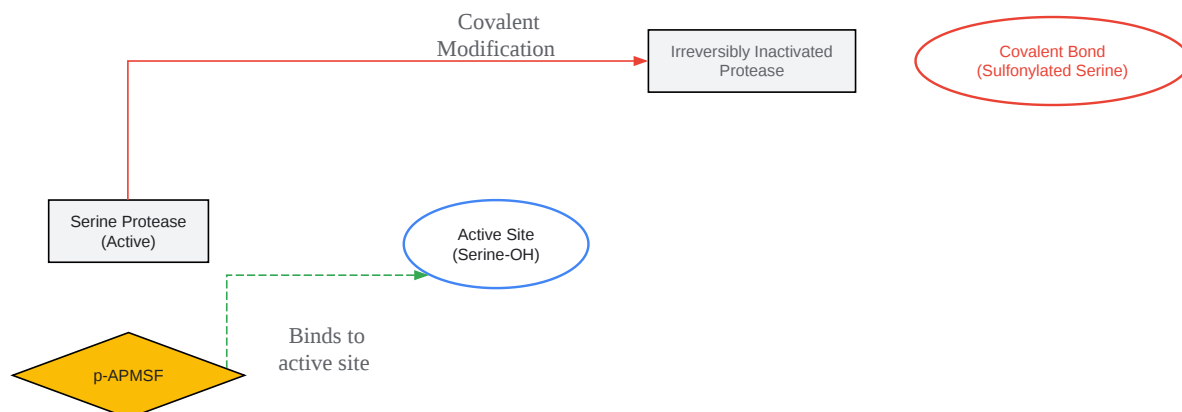 Covalent
Modification
Irreversibly Inactivated
Protease
Covalent Bond
(Sulfonylated Serine)
Serine Protease
(Active)
Active Site
(Serine-OH)
Binds to
active site
p-APMSF